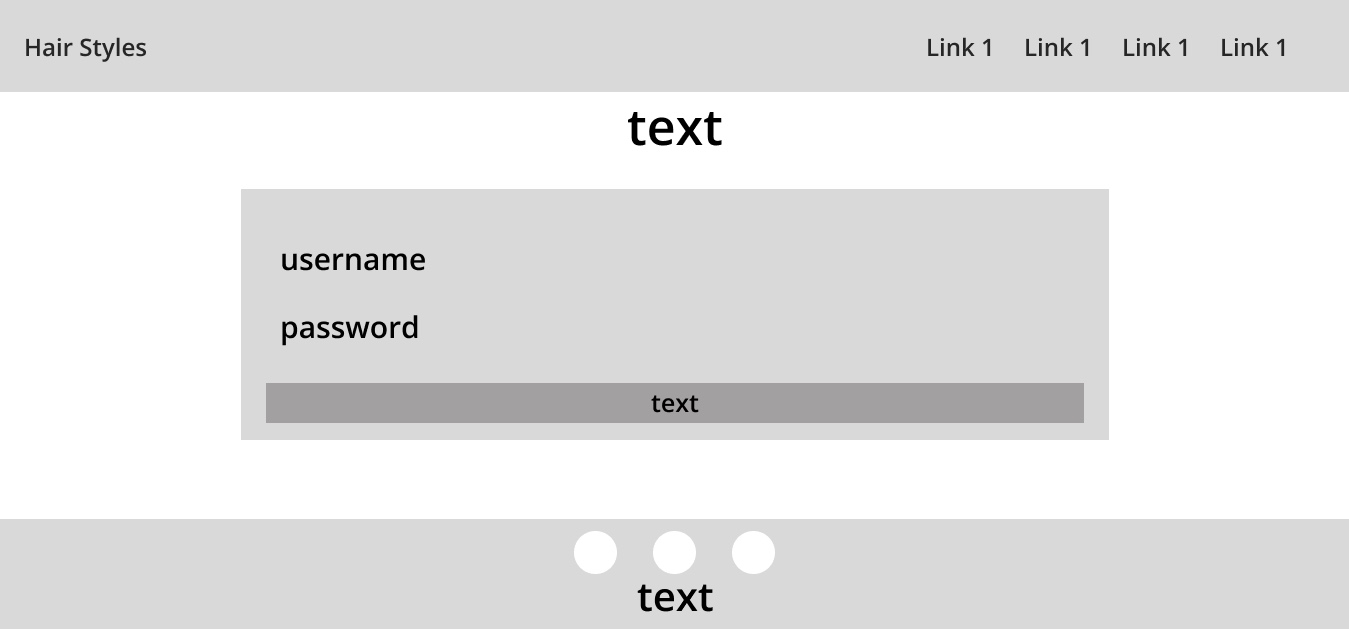 Hair Styles Link 1 Link 1 Link 1 Link 1
text
username
password
text
text